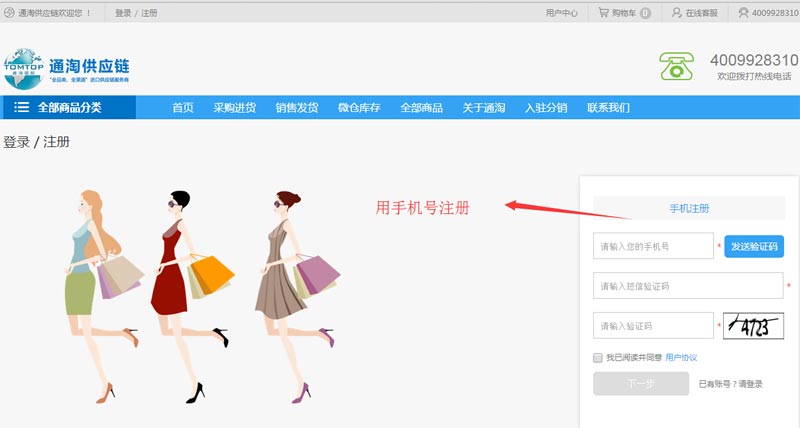 通淘供应链欢迎您 ! 登录 / 注册 用户中心 购物车 0 在线客服 4009928310
TOMTOP
通淘供应链
“全品类、全渠道”进口供应链服务商
4009928310
欢迎拨打热线电话
全部商品分类 首页 采购进货 销售发货 微仓库存 全部商品 关于通淘 入驻分销 联系我们
登录 / 注册
用手机号注册
手机注册
请输入您的手机号 * 发送验证码
请输入短信验证码 *
请输入验证码 * 4723
我已阅读并同意 用户协议
下一步 已有账号？请登录